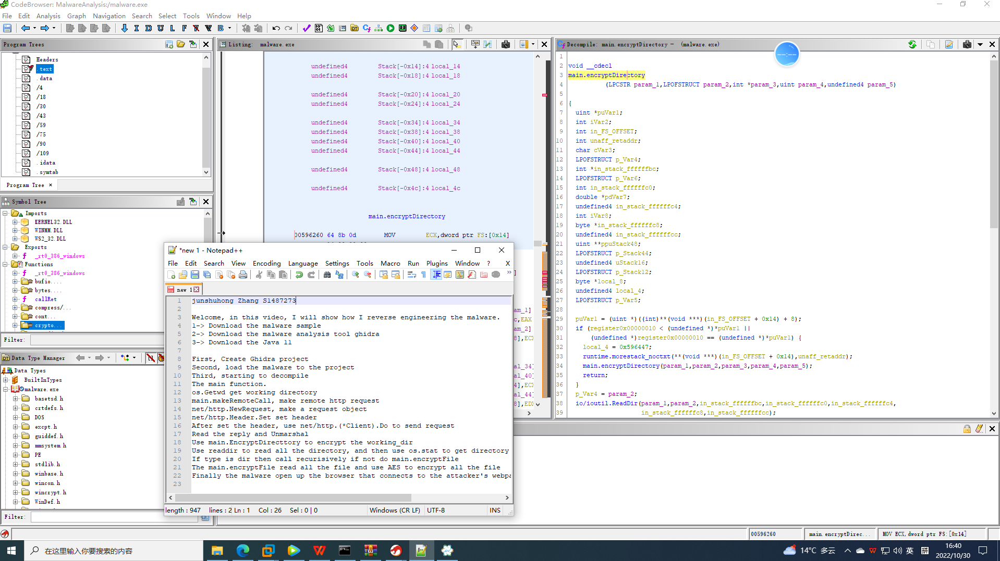 CodeBrowser: MalwareAnalysis:/malware.exe
File Edit Analysis Graph Navigation Search Select Tools Window Help
I D U L F B
Program Trees
Headers
.text
.data
/4
/18
/30
/43
/59
/75
/90
/109
.idata
.symtab
Program Tree ×
Symbol Tree
Imports
KERNEL32.DLL
WINMM.DLL
WS2_32.DLL
Exports
_rt0_386_windows
Functions
_rt0_386_windows
bufio....
bytes....
callRet
compress/...
cont...
crypto...
Filter:
Data Type Manager
Data Types
BuiltInTypes
malware.exe
basetsd.h
crtdefs.h
DOS
excpt.h
guiddef.h
mmsystem.h
PE
stdlib.h
winbase.h
wincon.h
wincrypt.h
WinDef.h
Filter:
Listing: malware.exe
undefined4 Stack[-0x14]:4 local_14
undefined4 Stack[-0x18]:4 local_18
undefined4 Stack[-0x20]:4 local_20
undefined4 Stack[-0x24]:4 local_24
undefined4 Stack[-0x34]:4 local_34
undefined4 Stack[-0x38]:4 local_38
undefined4 Stack[-0x40]:4 local_40
undefined4 Stack[-0x44]:4 local_44
undefined4 Stack[-0x48]:4 local_48
undefined4 Stack[-0x4c]:4 local_4c
main.encryptDirectory
00596260 64 8b 0d MOV ECX,dword ptr FS:[0x14]
am_1]
c,EAX
am_2]
8],ECX
al_34]
al_40]
4],ECX
al_44]
8],EDX
*new 1 - Notepad++
File Edit Search View Encoding Language Settings Tools Macro Run Plugins Window ? X
new 1
1 junshuhong Zhang S1487273
2
3 Welcome, in this video, I will show how I reverse engineering the malware.
4 1-> Download the malware sample
5 2-> Download the malware analysis tool ghidra
6 3-> Download the Java 11
7
8 First, Create Ghidra project
9 Second, load the malware to the project
10 Third, starting to decompile
11 The main function.
12 os.Getwd get working directory
13 main.makeRemoteCall, make remote http request
14 net/http.NewRequest, make a request object
15 net/http.Header.Set set header
16 After set the header, use net/http.(*Client).Do to send request
17 Read the reply and Unmarshal
18 Use main.EncryptDirecttory to encrypt the working_dir
19 Use readdir to read all the directory, and then use os.stat to get directory
20 If type is dir then call recurisively if not do main.encryptFile
21 The main.encryptFile read all the file and use AES to encrypt all the file
22 Finally the malware open up the browser that connects to the attacker's webpa
23
length : 947 lines : 2 Ln : 1 Col : 26 Sel : 0 | 0 Windows (CR LF) UTF-8 INS
Decompile: main.encryptDirectory - (malware.exe)
--:--
1
2 void __cdecl
3 main.encryptDirectory
4 (LPCSTR param_1,LPOFSTRUCT param_2,int *param_3,uint param_4,undefined4 param_5)
5
6 {
7 uint *puVar1;
8 int iVar2;
9 int in_FS_OFFSET;
10 int unaff_retaddr;
11 char cVar3;
12 LPOFSTRUCT p_Var4;
13 int *in_stack_ffffffbc;
14 LPOFSTRUCT p_Var6;
15 int in_stack_ffffffc0;
16 double *pdVar7;
17 undefined4 in_stack_ffffffc4;
18 int iVar8;
19 byte *in_stack_ffffffc8;
20 undefined4 in_stack_ffffffcc;
21 uint **ppuStack48;
22 LPOFSTRUCT p_Stack44;
23 undefined4 uStack16;
24 LPOFSTRUCT p_Stack12;
25 byte *local_8;
26 undefined4 local_4;
27 LPOFSTRUCT p_Var5;
28
29 puVar1 = (uint *)((int)**(void ***)(in_FS_OFFSET + 0x14) + 8);
30 if (register0x00000010 < (undefined *)*puVar1 ||
31 (undefined *)register0x00000010 == (undefined *)*puVar1) {
32 local_4 = 0x596447;
33 runtime.morestack_noctxt(**(void ***)(in_FS_OFFSET + 0x14),unaff_retaddr);
34 main.encryptDirectory(param_1,param_2,param_3,param_4,param_5);
35 return;
36 }
37 p_Var4 = param_2;
38 io/ioutil.ReadDir(param_1,param_2,in_stack_ffffffbc,in_stack_ffffffc0,in_stack_ffffffc4,
39 in_stack_ffffffc8,in_stack_ffffffcc);
00596260 main.encryptDirec... MOV ECX,dword ptr FS:[0x14]
在这里输入你要搜索的内容
14°C 多云 英 拼
16:40
2022/10/30